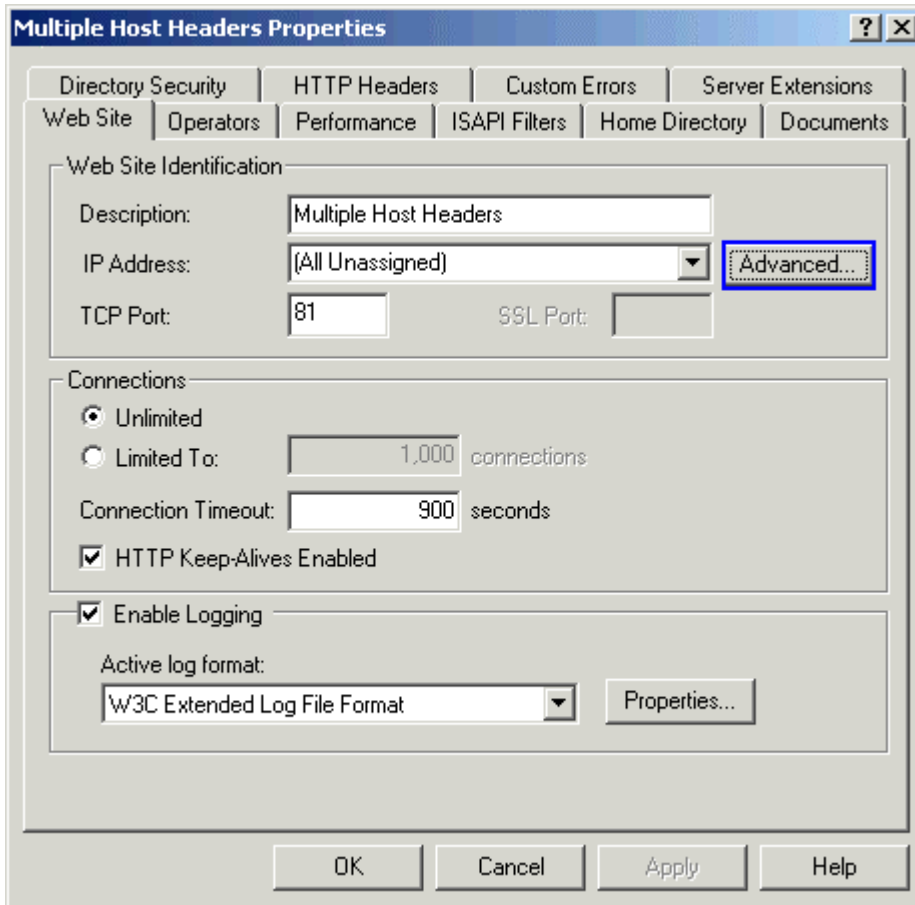 Multiple Host Headers Properties
Directory Security HTTP Headers Custom Errors Server Extensions
Web Site Operators Performance ISAPI Filters Home Directory Documents
Web Site Identification
Description: Multiple Host Headers
IP Address: (All Unassigned) Advanced...
TCP Port: 81 SSL Port:
Connections
Unlimited
Limited To: 1,000 connections
Connection Timeout: 900 seconds
HTTP Keep-Alives Enabled
Enable Logging
Active log format:
W3C Extended Log File Format Properties...
OK Cancel Apply Help